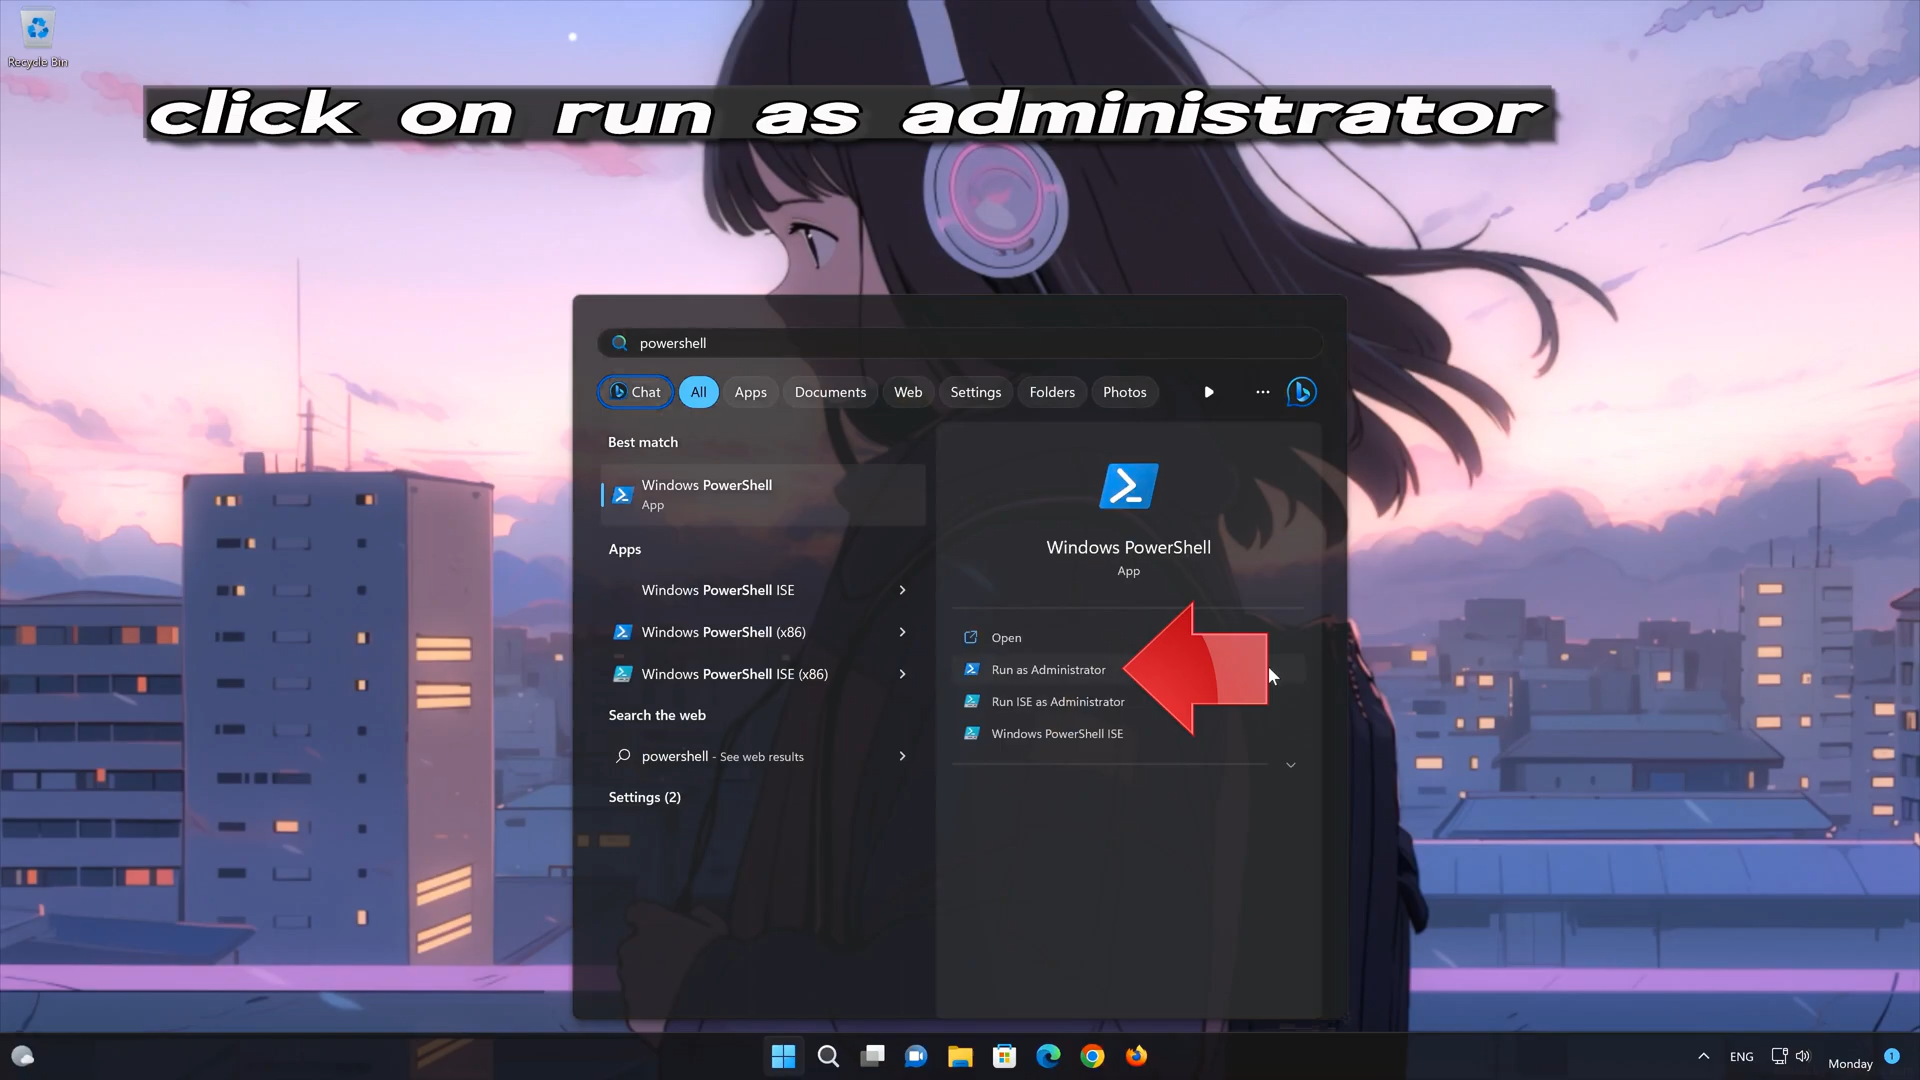 Recycle Bin
click on run as administrator
powershell
Chat All Apps Documents Web Settings Folders Photos
Best match
Windows PowerShell
App
Apps
Windows PowerShell ISE
Windows PowerShell (x86)
Windows PowerShell ISE (x86)
Search the web
powershell - See web results
Settings (2)
Windows PowerShell
App
Open
Run as Administrator
Run ISE as Administrator
Windows PowerShell ISE
ENG
Monday
1